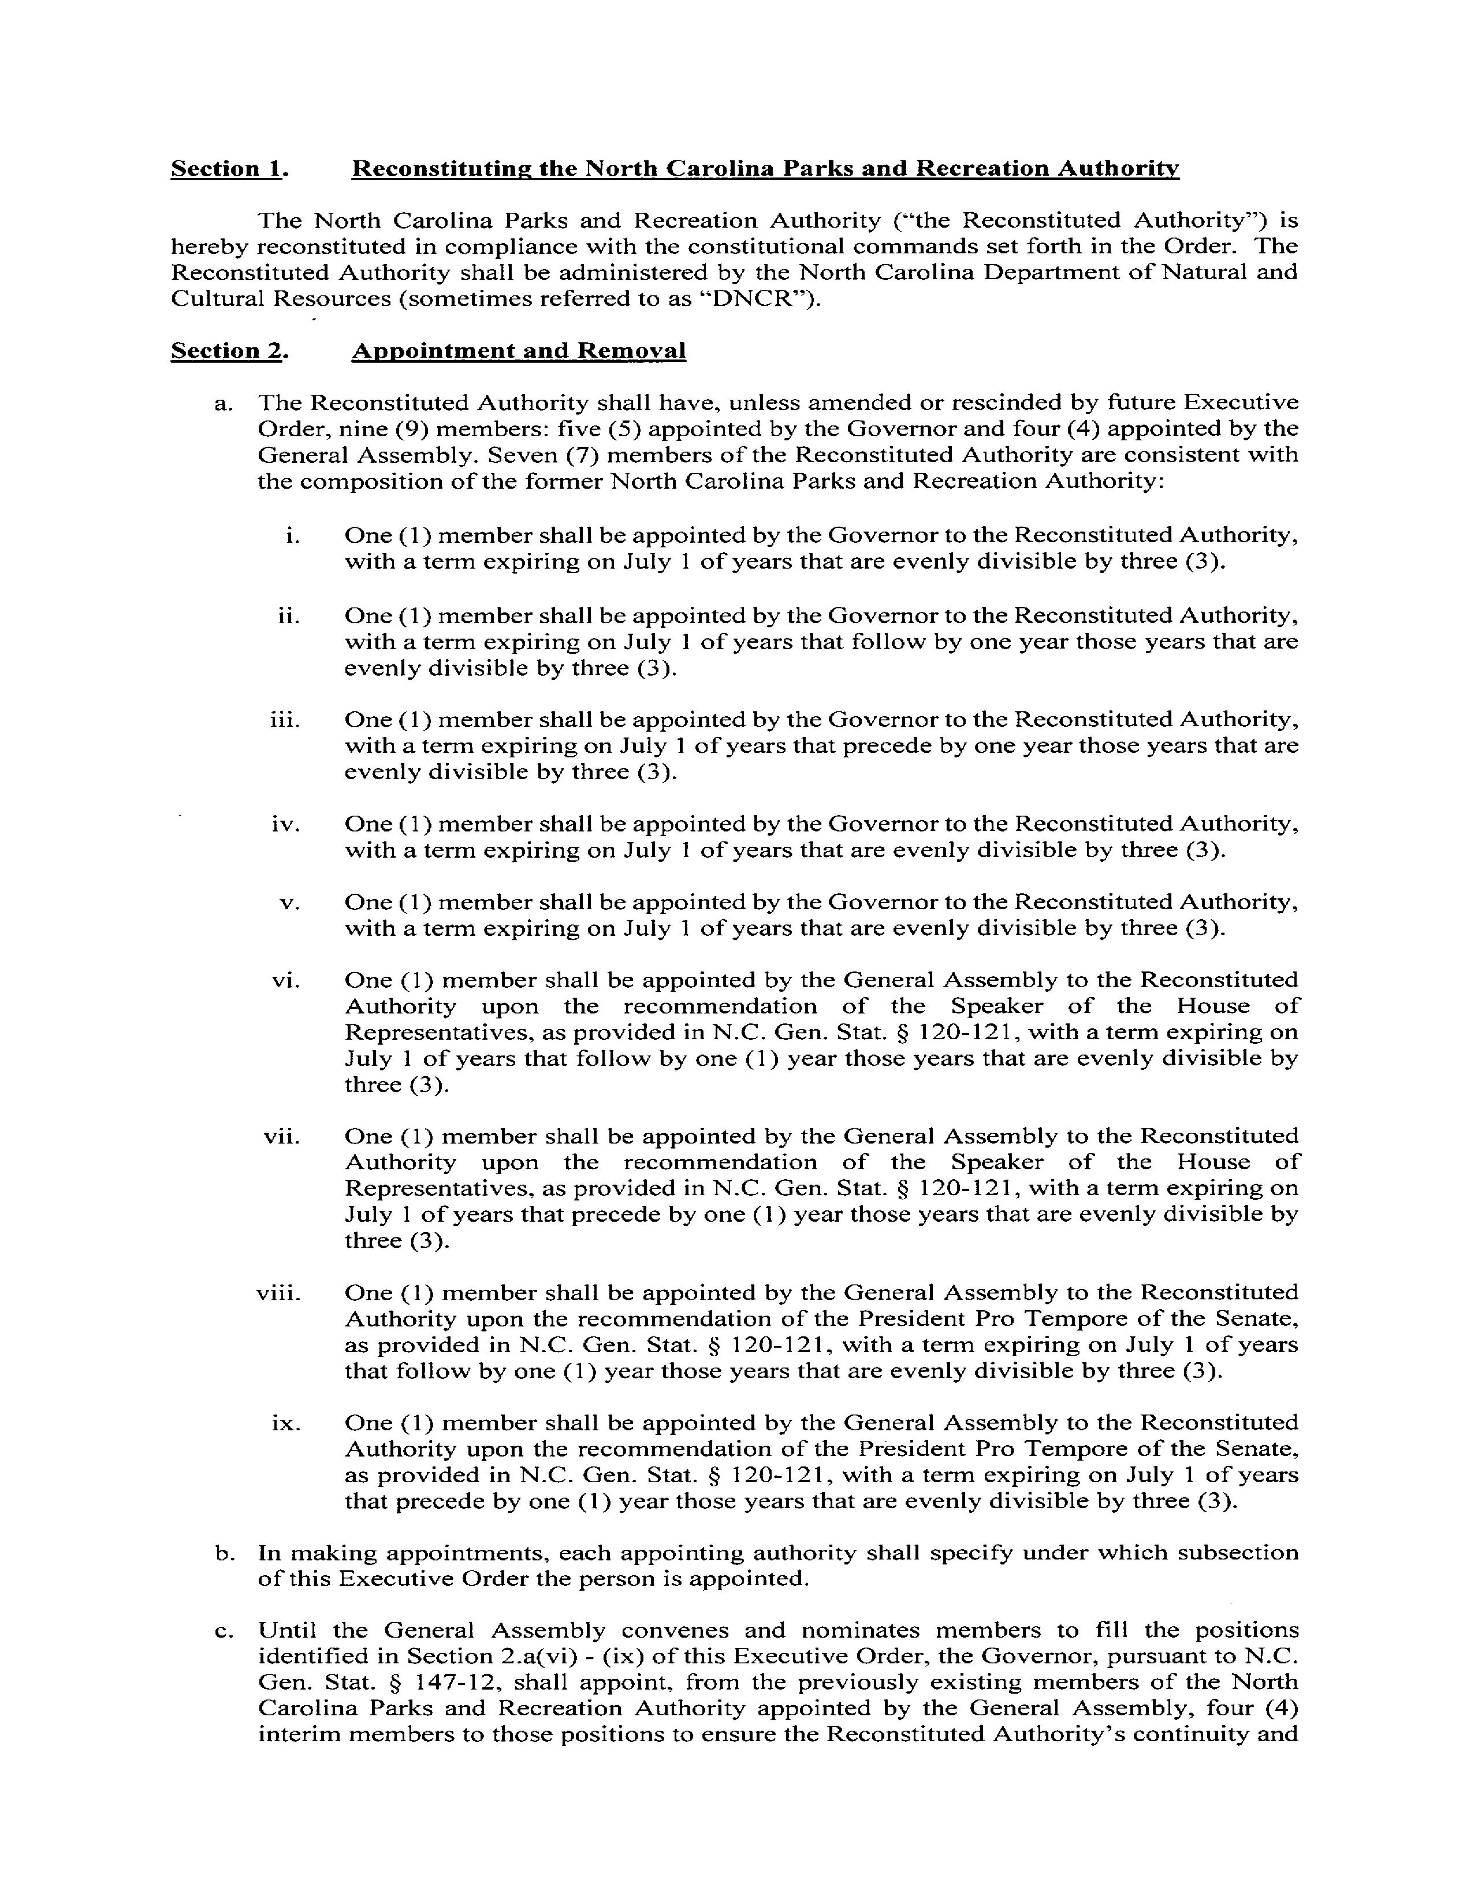 Section 1. Reconstituting the North Carolina Parks and Recreation Authority
The North Carolina Parks and Recreation Authority (“the Reconstituted Authority”) is
hereby reconstituted in compliance with the constitutional commands set forth in the Order. The
Reconstituted Authority shall be administered by the North Carolina Department of Natural and
Cultural Resources (sometimes referred to as “DNCR”).
Section 2. Appointment and Removal
a. The Reconstituted Authority shall have, unless amended or rescinded by future Executive
Order, nine (9) members: five (5) appointed by the Governor and four (4) appointed by the
General Assembly. Seven (7) members of the Reconstituted Authority are consistent with
the composition of the former North Carolina Parks and Recreation Authority:
i. One (1) member shall be appointed by the Governor to the Reconstituted Authority,
with a term expiring on July 1 of years that are evenly divisible by three (3).
ii. One (1) member shall be appointed by the Governor to the Reconstituted Authority,
with a term expiring on July 1 of years that follow by one year those years that are
evenly divisible by three (3).
iii. One (1) member shall be appointed by the Governor to the Reconstituted Authority,
with a term expiring on July 1 of years that precede by one year those years that are
evenly divisible by three (3).
iv. One (1) member shall be appointed by the Governor to the Reconstituted Authority,
with a term expiring on July 1 of years that are evenly divisible by three (3).
v. One (1) member shall be appointed by the Governor to the Reconstituted Authority,
with a term expiring on July 1 of years that are evenly divisible by three (3).
vi. One (1) member shall be appointed by the General Assembly to the Reconstituted
Authority upon the recommendation of the Speaker of the House of
Representatives, as provided in N.C. Gen. Stat. § 120-121, with a term expiring on
July 1 of years that follow by one (1) year those years that are evenly divisible by
three (3).
vii. One (1) member shall be appointed by the General Assembly to the Reconstituted
Authority upon the recommendation of the Speaker of the House of
Representatives, as provided in N.C. Gen. Stat. § 120-121, with a term expiring on
July 1 of years that precede by one (1) year those years that are evenly divisible by
three (3).
viii. One (1) member shall be appointed by the General Assembly to the Reconstituted
Authority upon the recommendation of the President Pro Tempore of the Senate,
as provided in N.C. Gen. Stat. § 120-121, with a term expiring on July 1 of years
that follow by one (1) year those years that are evenly divisible by three (3).
ix. One (1) member shall be appointed by the General Assembly to the Reconstituted
Authority upon the recommendation of the President Pro Tempore of the Senate,
as provided in N.C. Gen. Stat. § 120-121, with a term expiring on July 1 of years
that precede by one (1) year those years that are evenly divisible by three (3).
b. In making appointments, each appointing authority shall specify under which subsection
of this Executive Order the person is appointed.
c. Until the General Assembly convenes and nominates members to fill the positions
identified in Section 2.a(vi) - (ix) of this Executive Order, the Governor, pursuant to N.C.
Gen. Stat. § 147-12, shall appoint, from the previously existing members of the North
Carolina Parks and Recreation Authority appointed by the General Assembly, four (4)
interim members to those positions to ensure the Reconstituted Authority’s continuity and